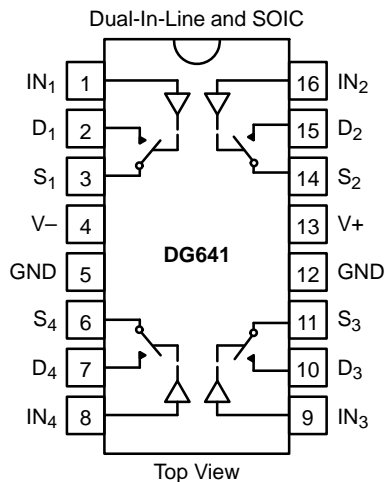 Dual-In-Line and SOIC
IN1 1 16 IN2
D1 2 15 D2
S1 3 14 S2
V– 4 13 V+
GND 5 DG641 12 GND
S4 6 11 S3
D4 7 10 D3
IN4 8 9 IN3
Top View